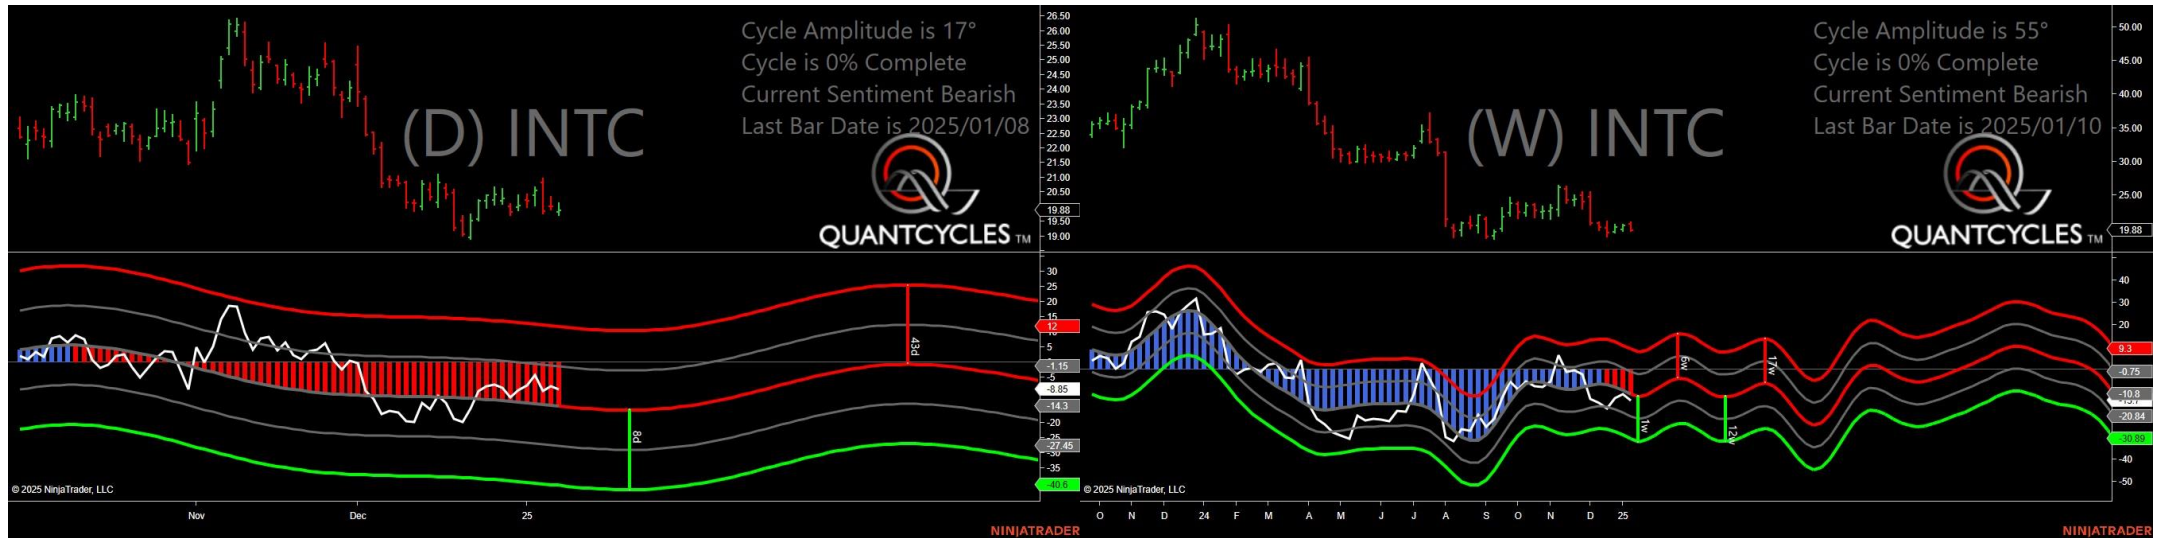 Cycle Amplitude is 17°
Cycle is 0% Complete
Current Sentiment Bearish
Last Bar Date is 2025/01/08
(D) INTC
QUANTCYCLES TM
26.50
26.00
25.50
25.00
24.50
24.00
23.50
23.00
22.50
22.00
21.50
21.00
20.50
19.88
19.50
19.00
30
25
20
15
12
5
-1.15
-5
-8.85
-14.3
-20
-25
-27.45
-30
-35
-40.6
43d
8d
© 2025 NinjaTrader, LLC
Nov Dec 25
NINJATRADER
Cycle Amplitude is 55°
Cycle is 0% Complete
Current Sentiment Bearish
Last Bar Date is 2025/01/10
(W) INTC
QUANTCYCLES TM
50.00
45.00
40.00
35.00
30.00
25.00
19.88
40
30
20
9.3
-0.75
-10.8
-20.84
-30.89
-40
-50
6w
17w
1w
12w
© 2025 NinjaTrader, LLC
O N D 24 F M A M J J A S O N D 25
NINJATRADER